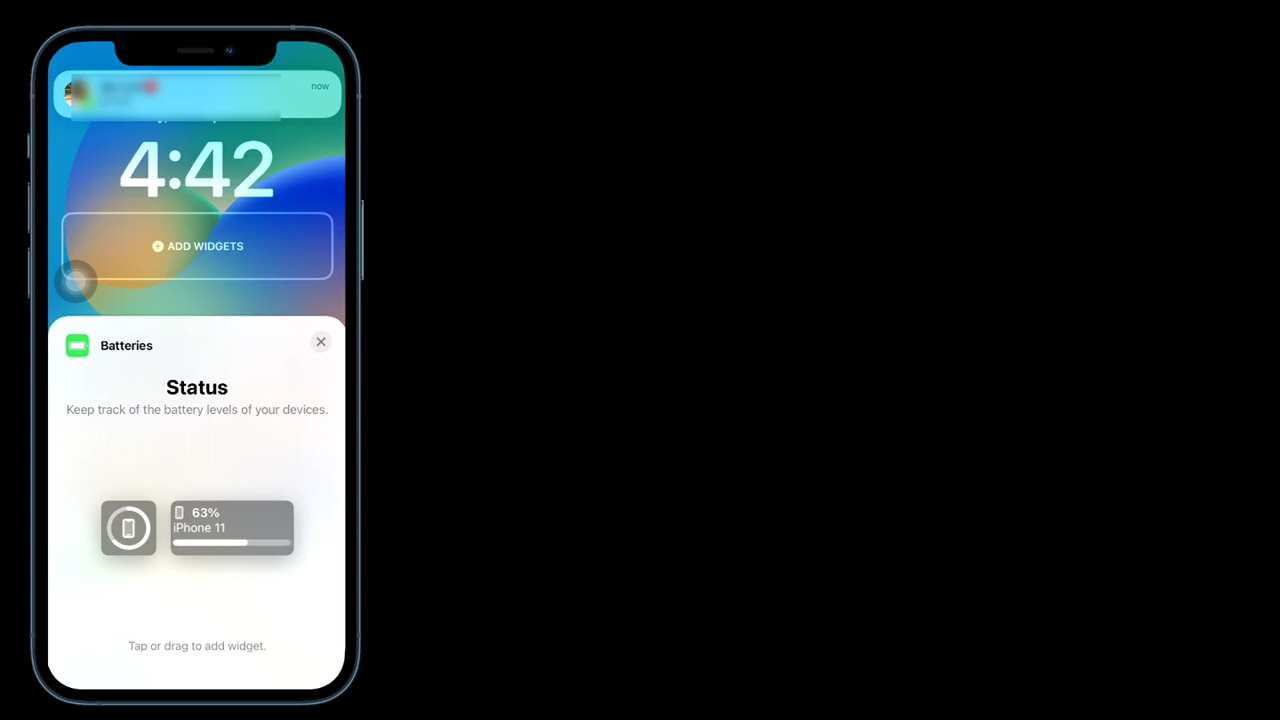 now
4:42
ADD WIDGETS
Batteries
Status
Keep track of the battery levels of your devices.
63%
iPhone 11
Tap or drag to add widget.